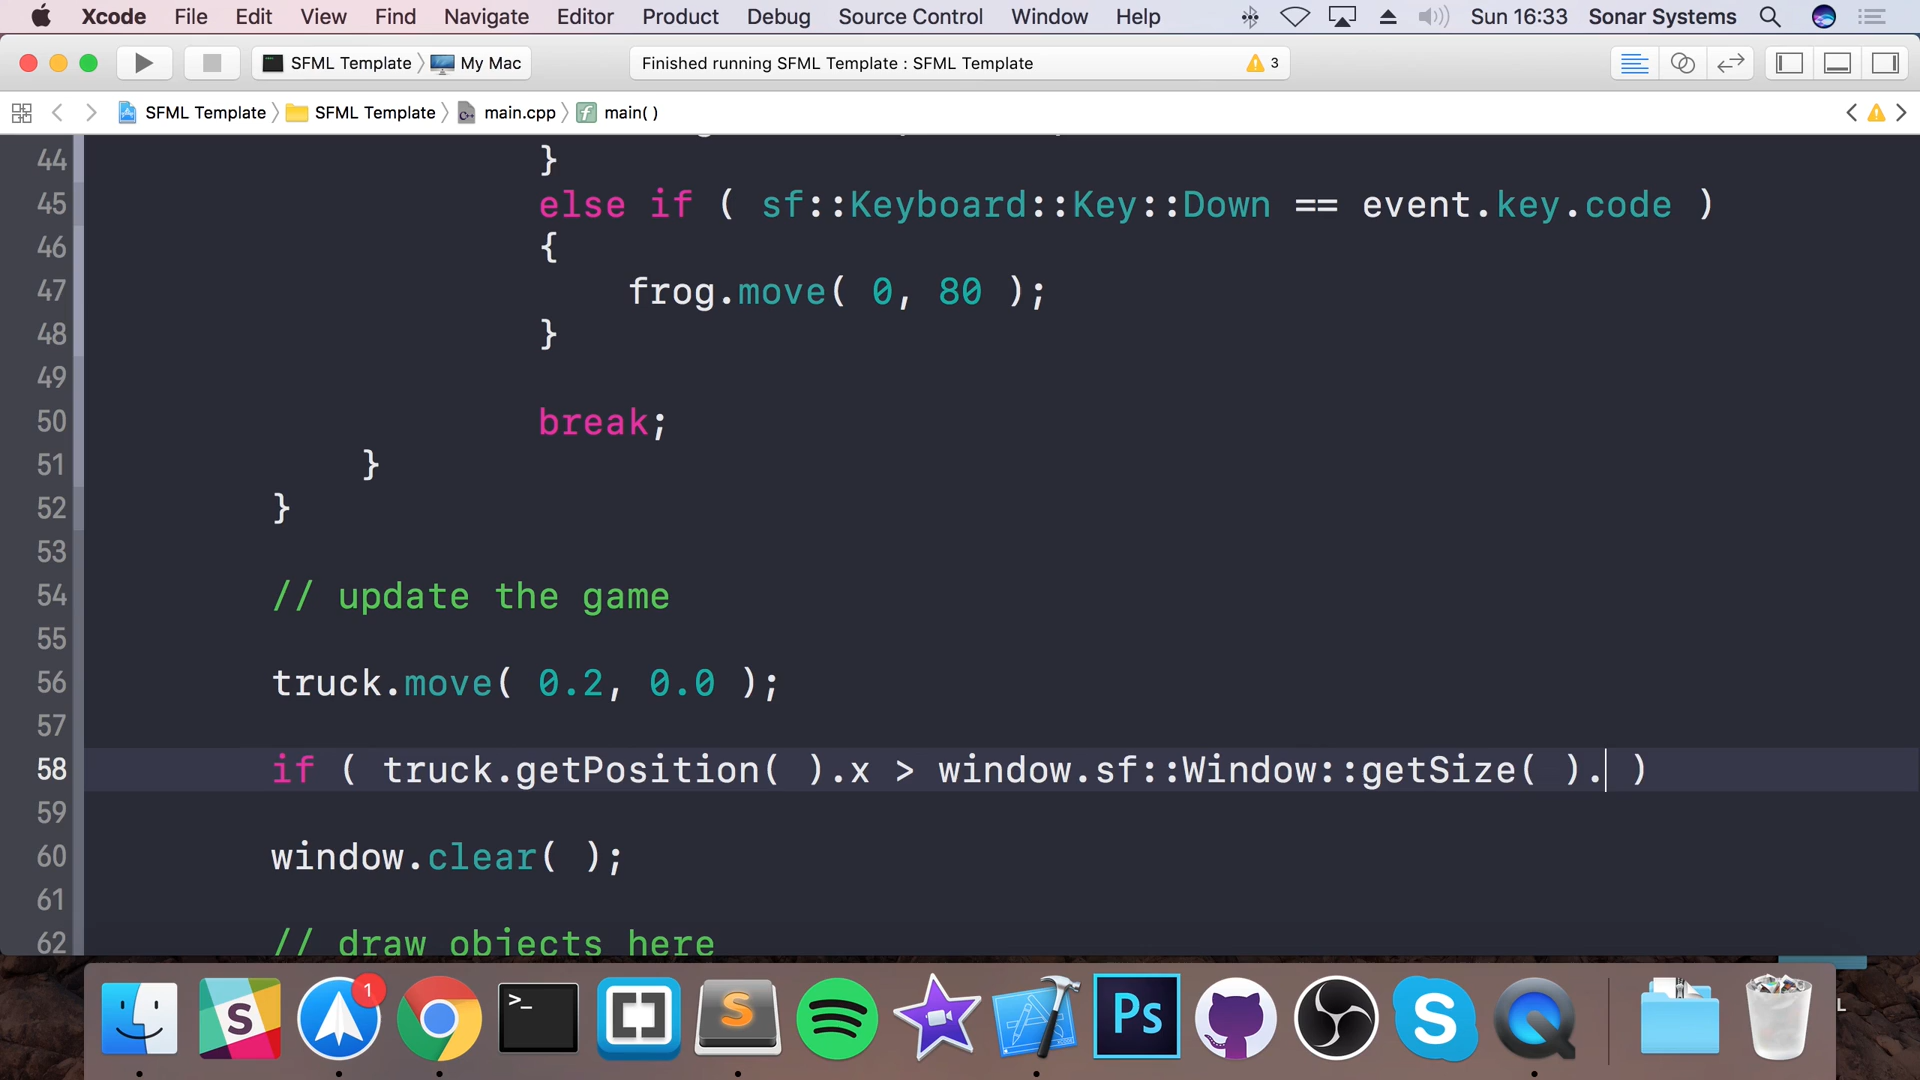 Xcode File Edit View Find Navigate Editor Product Debug Source Control Window Help Sun 16:33 Sonar Systems
SFML Template My Mac Finished running SFML Template : SFML Template 3
SFML Template SFML Template main.cpp main( )
44 }
45 else if ( sf::Keyboard::Key::Down == event.key.code )
46 {
47 frog.move( 0, 80 );
48 }
49
50 break;
51 }
52 }
53
54 // update the game
55
56 truck.move( 0.2, 0.0 );
57
58 if ( truck.getPosition( ).x > window.sf::Window::getSize( ). )
59
60 window.clear( );
61
62 // draw objects here
1 >_ S Ps S L